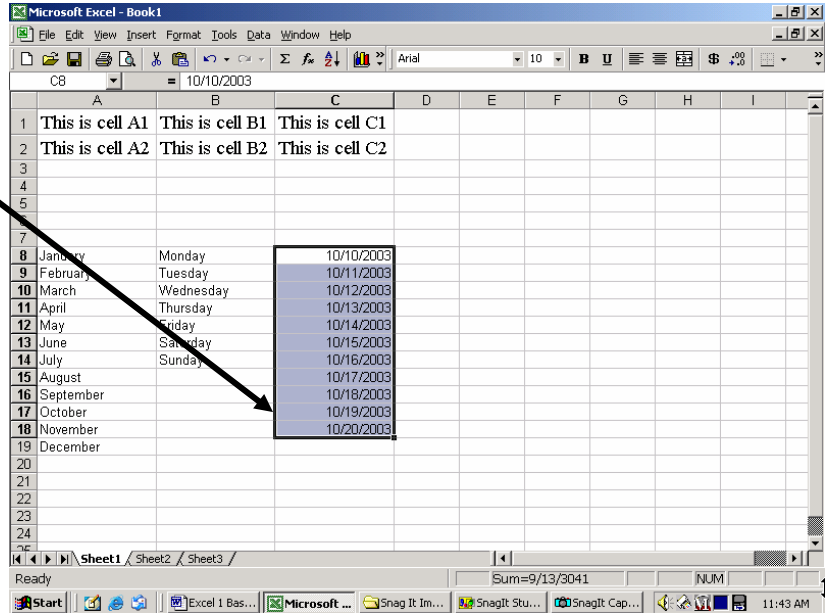 Microsoft Excel - Book1
File Edit View Insert Format Tools Data Window Help
Arial 10 B U $ .00 .0
C8 = 10/10/2003
A B C D E F G H I
1 This is cell A1 This is cell B1 This is cell C1
2 This is cell A2 This is cell B2 This is cell C2
3
4
5
6
7
8 January Monday 10/10/2003
9 February Tuesday 10/11/2003
10 March Wednesday 10/12/2003
11 April Thursday 10/13/2003
12 May Friday 10/14/2003
13 June Saturday 10/15/2003
14 July Sunday 10/16/2003
15 August 10/17/2003
16 September 10/18/2003
17 October 10/19/2003
18 November 10/20/2003
19 December
20
21
22
23
24
25
Sheet1 Sheet2 Sheet3
Ready Sum=9/13/3041 NUM
Start Excel 1 Bas... Microsoft ... Snag It Im... SnagIt Stu... SnagIt Cap... 11:43 AM